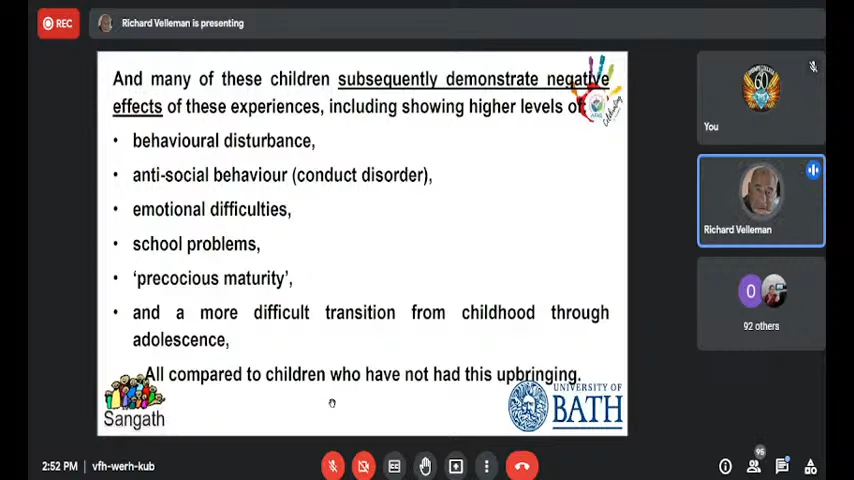 REC
Richard Velleman is presenting
And many of these children subsequently demonstrate negative
effects of these experiences, including showing higher levels of:
• behavioural disturbance,
• anti-social behaviour (conduct disorder),
• emotional difficulties,
• school problems,
• ‘precocious maturity’,
• and a more difficult transition from childhood through
adolescence,
All compared to children who have not had this upbringing.
Sangath
UNIVERSITY OF
BATH
60
You
Richard Velleman
O
92 others
2:52 PM | vfh-werh-kub
95